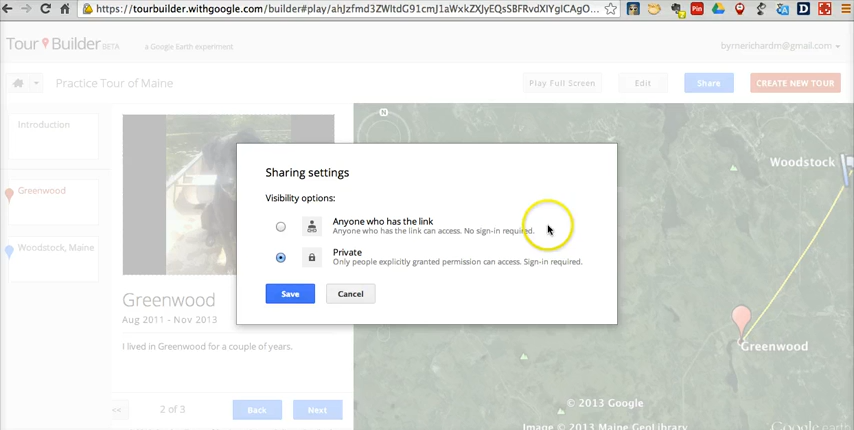 https://tourbuilder.withgoogle.com/builder#play/
Tour Builder BETA
a Google Earth experiment
bymerichardm@gmail.com
Practice Tour of Maine
Play Full Screen
Edit
Share
CREATE NEW TOUR
Introduction
Greenwood
Woodstock, Maine
N
Woodstock
Sharing settings
Visibility options:
Anyone who has the link
Anyone who has the link can access. No sign-in required.
Private
Only people explicitly granted permission can access. Sign-in required.
Save
Cancel
Greenwood
Aug 2011 - Nov 2013
I lived in Greenwood for a couple of years.
Greenwood
<< 2 of 3
Back
Next
© 2013 Google
Image © 2013 Maine GeoLibrary
Google earth